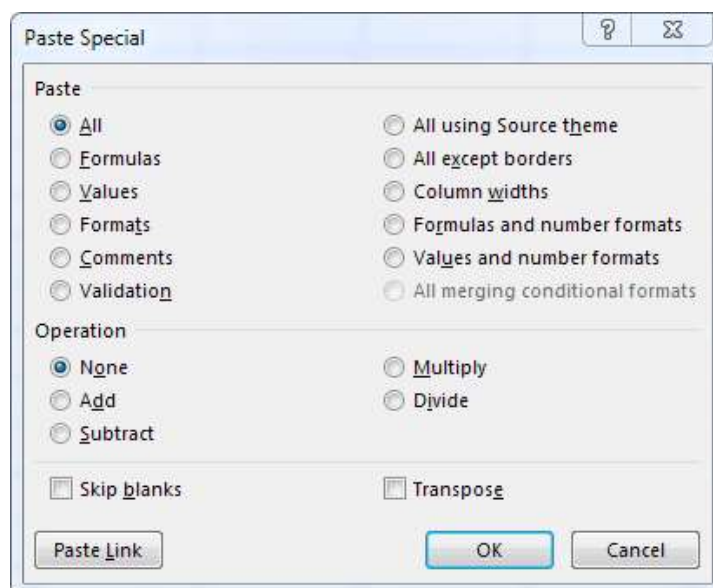 Paste Special
Paste
All
Formulas
Values
Formats
Comments
Validation
All using Source theme
All except borders
Column widths
Formulas and number formats
Values and number formats
All merging conditional formats
Operation
None
Add
Subtract
Multiply
Divide
Skip blanks
Transpose
Paste Link
OK
Cancel